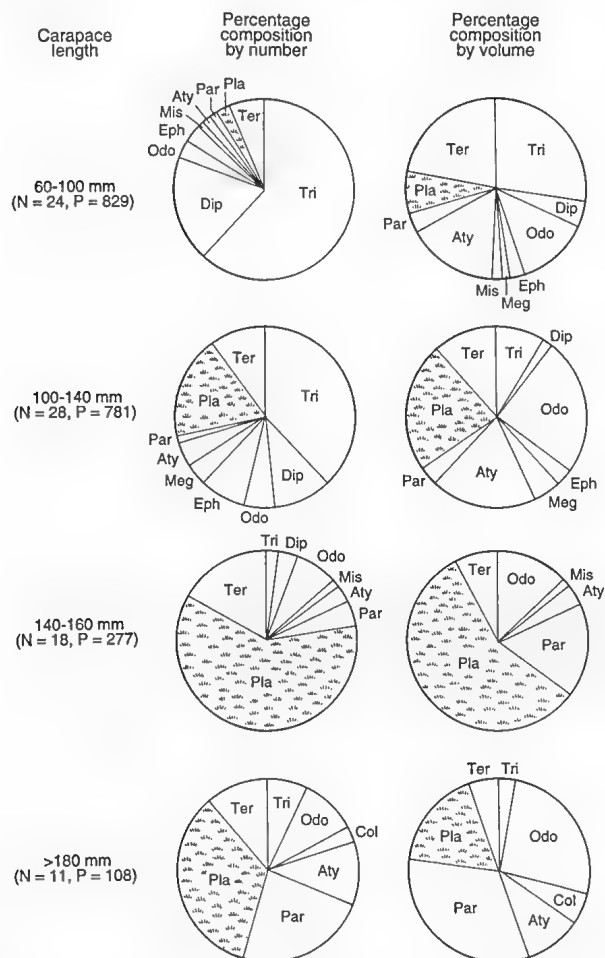 Carapace length
Percentage composition by number
Percentage composition by volume
60-100 mm
(N = 24, P = 829)
Tri
Dip
Odo
Eph
Mis
Aty
Par
Pla
Ter
Tri
Dip
Odo
Eph
Meg
Mis
Aty
Par
Pla
Ter
100-140 mm
(N = 28, P = 781)
Tri
Dip
Odo
Eph
Meg
Aty
Par
Pla
Ter
Tri
Dip
Odo
Eph
Meg
Aty
Par
Pla
Ter
140-160 mm
(N = 18, P = 277)
Tri
Dip
Odo
Mis
Aty
Par
Pla
Ter
Odo
Mis
Aty
Par
Pla
Ter
>180 mm
(N = 11, P = 108)
Tri
Odo
Col
Aty
Par
Pla
Ter
Tri
Odo
Col
Aty
Par
Pla
Ter